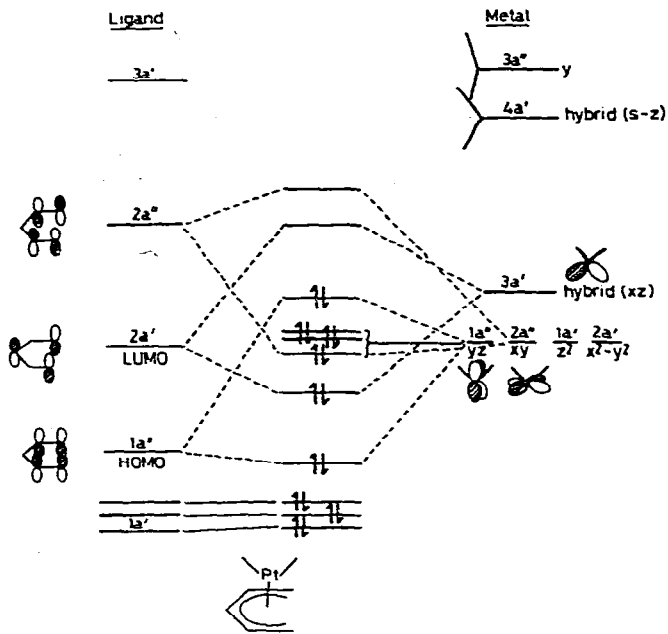 Ligand
Metal
3a'
3a" y
4a' hybrid (s-z)
2a"
3a' hybrid (xz)
2a'
LUMO
1a" 2a" 1a' 2a'
yz xy z² x²-y²
1a"
HOMO
1a'
Pt